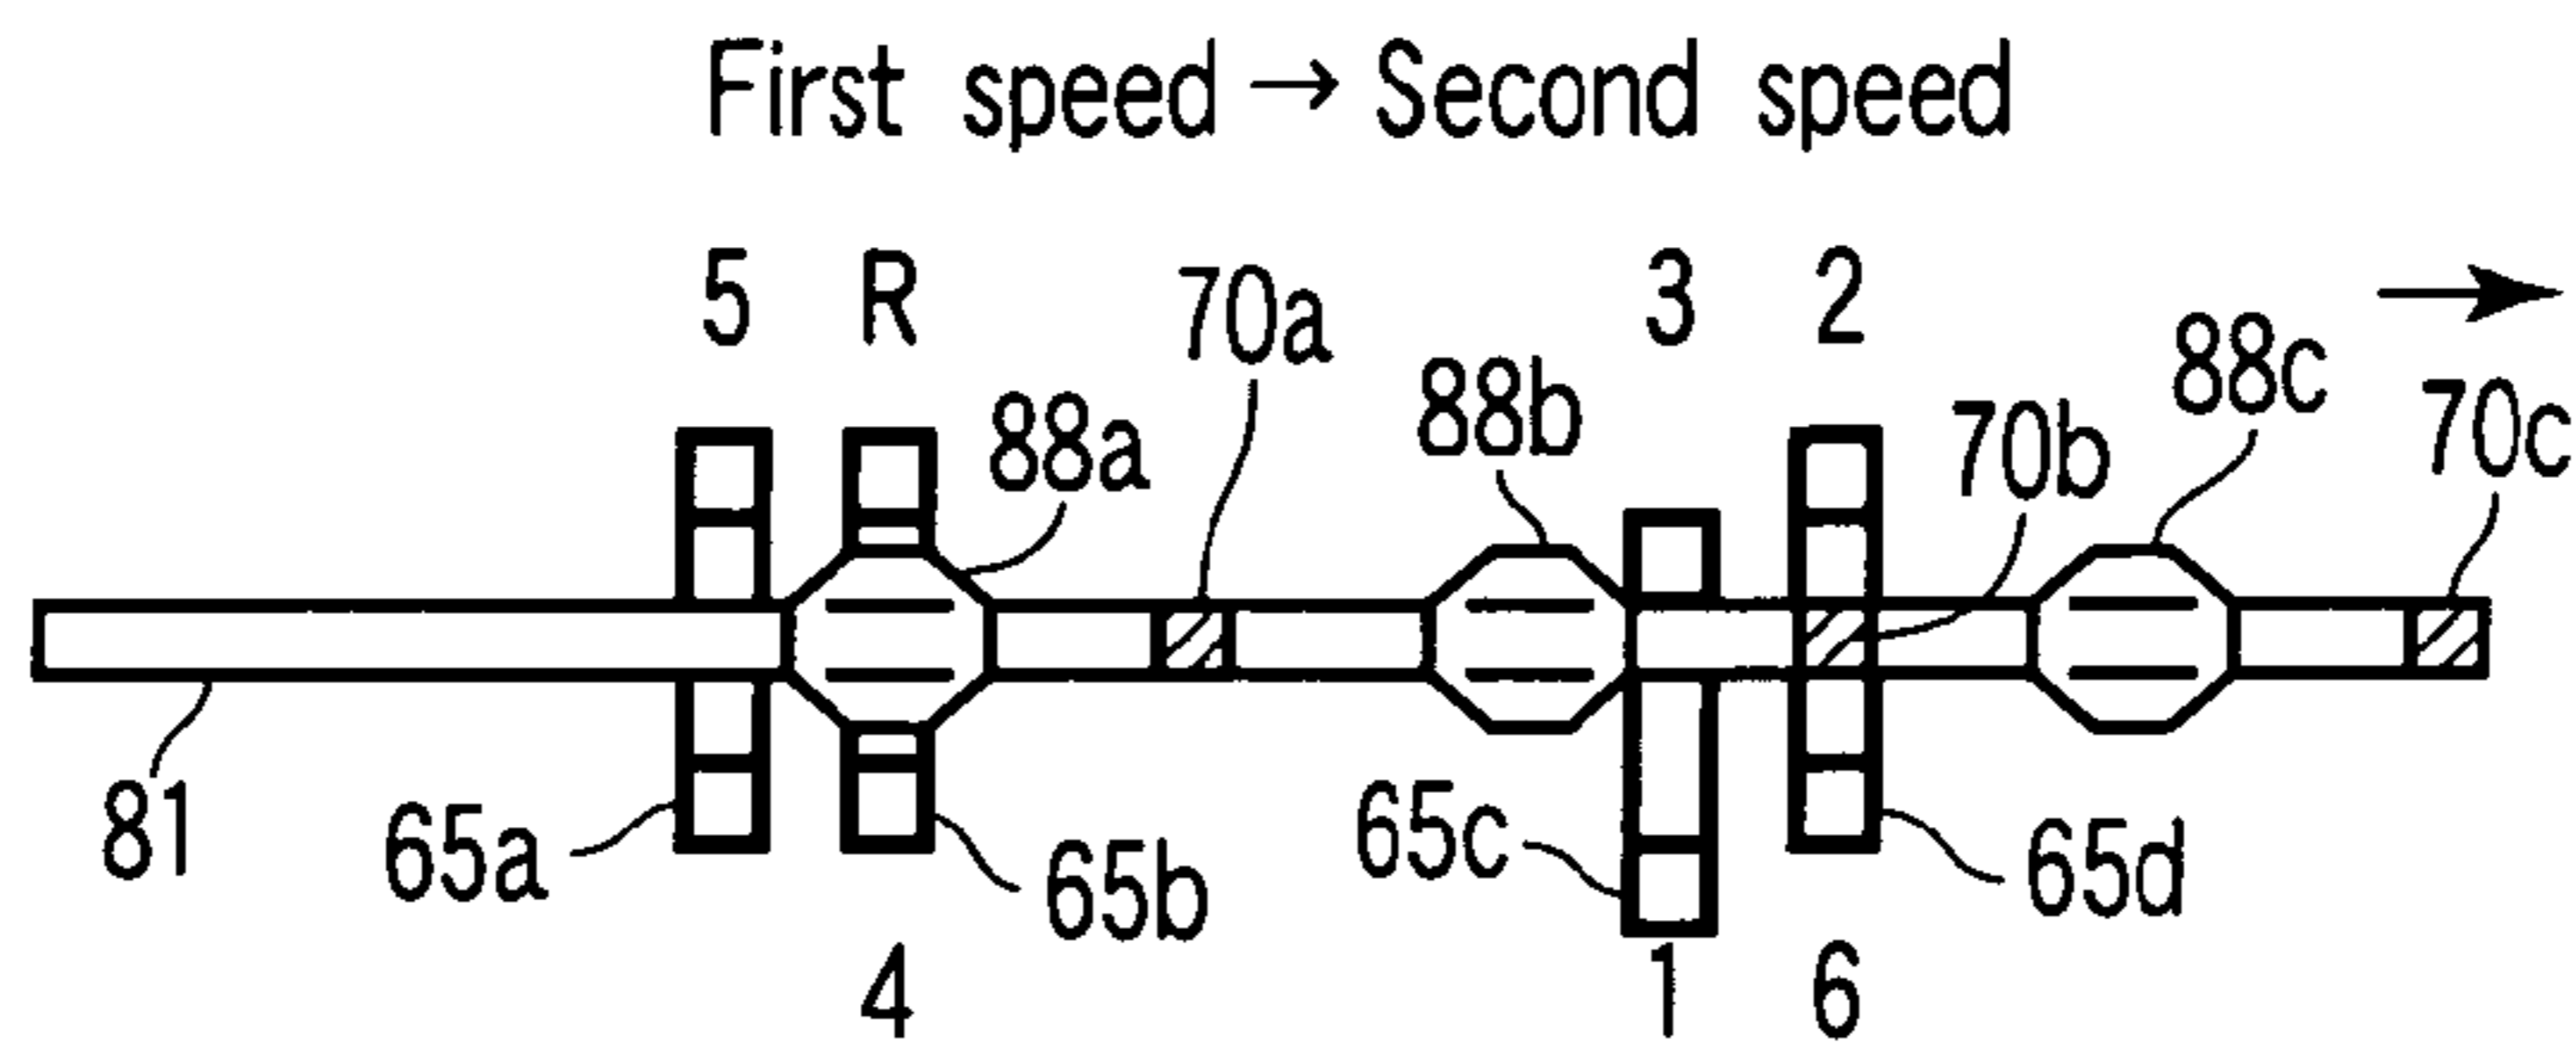 First speed → Second speed
5 R 70a 3 2
88a 88b 70b 88c 70c
81 65a 65b 65c 65d
4 1 6